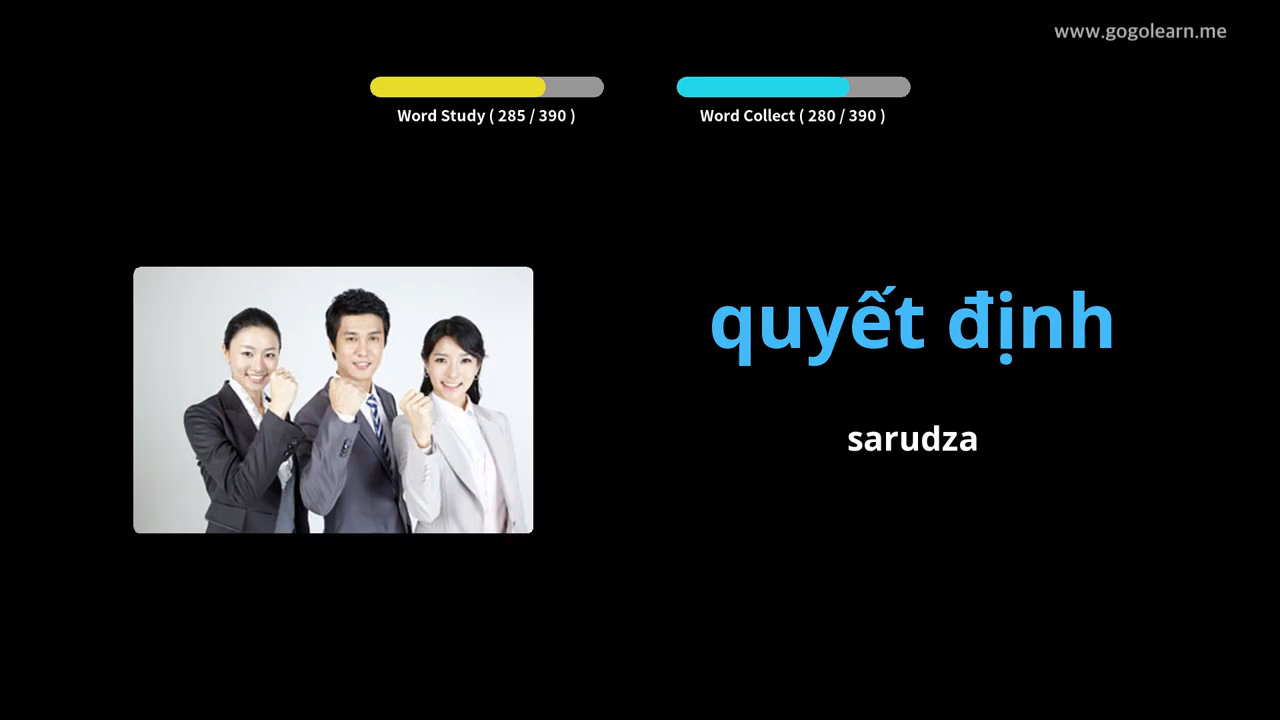 www.gogolearn.me
Word Study ( 285 / 390 )
Word Collect ( 280 / 390 )
quyết định
sarudza